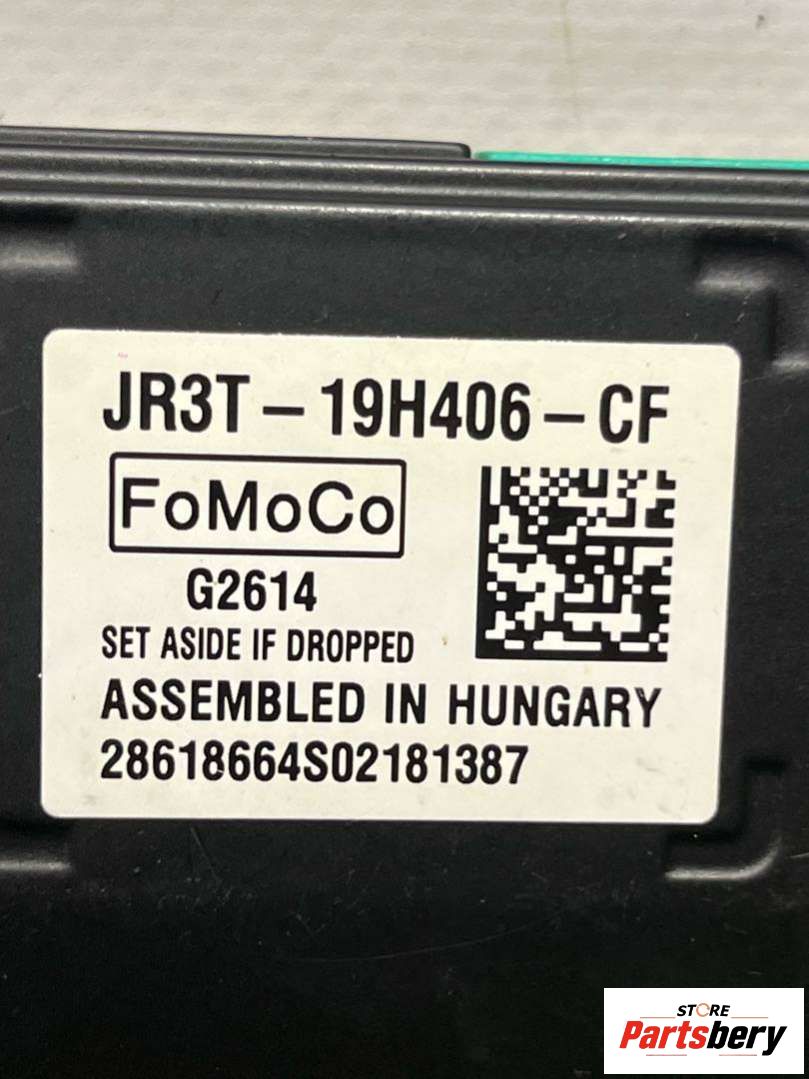 JR3T-19H406-CF
FoMoCo
G2614
SET ASIDE IF DROPPED
ASSEMBLED IN HUNGARY
28618664S02181387
STORE
Partsbery